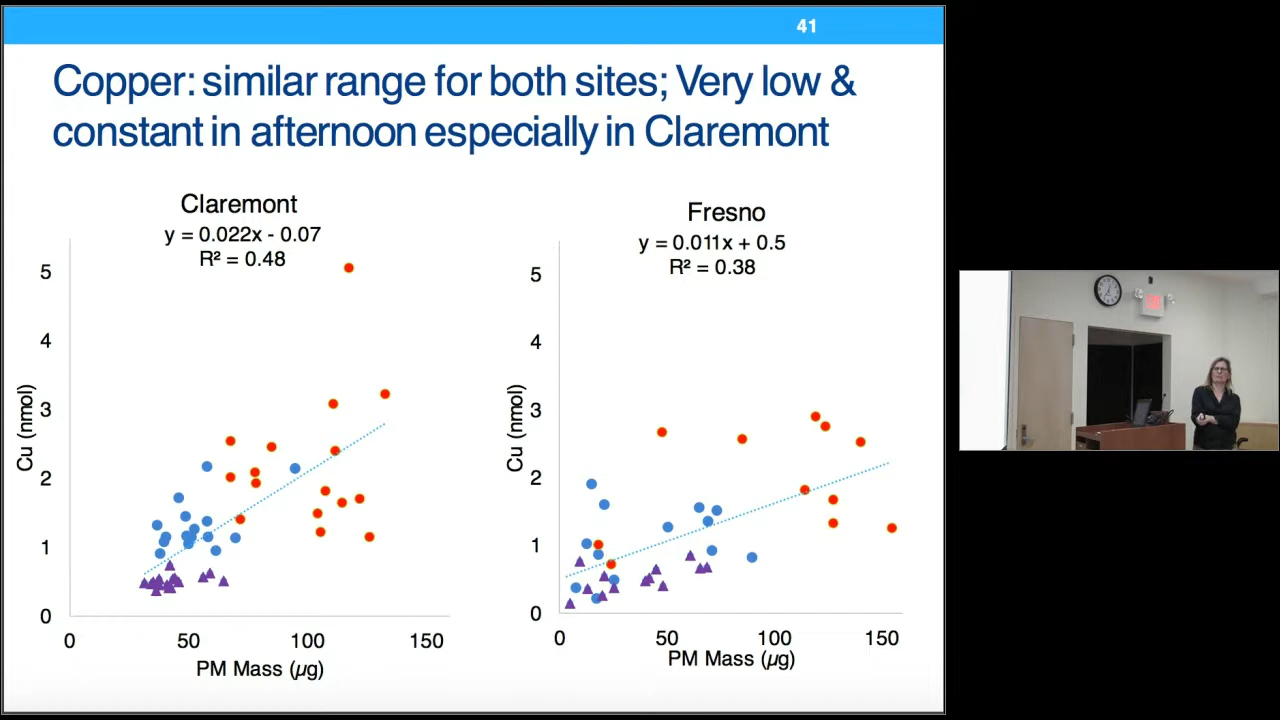 41
Copper: similar range for both sites; Very low &
constant in afternoon especially in Claremont
Claremont
y = 0.022x - 0.07
R² = 0.48
5
4
3
2
1
0
0
50
100
150
Cu (nmol)
PM Mass (µg)
Fresno
y = 0.011x + 0.5
R² = 0.38
5
4
3
2
1
0
0
50
100
150
Cu (nmol)
PM Mass (µg)